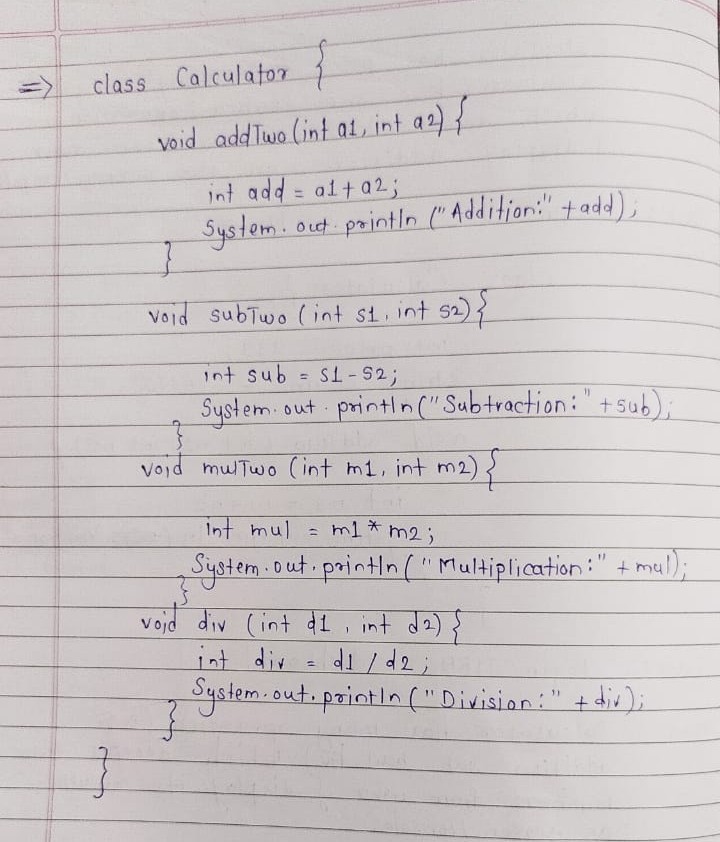 => class Calculator {
void addTwo (int a1, int a2) {
int add = a1 + a2;
System.out.println ("Addition:" + add);
}
void subTwo (int s1, int s2) {
int sub = s1 - s2;
System.out.println ("Subtraction:" + sub);
}
void mulTwo (int m1, int m2) {
int mul = m1 * m2;
System.out.println ("Multiplication:" + mul);
}
void div (int d1, int d2) {
int div = d1 / d2;
System.out.println ("Division:" + div);
}
}